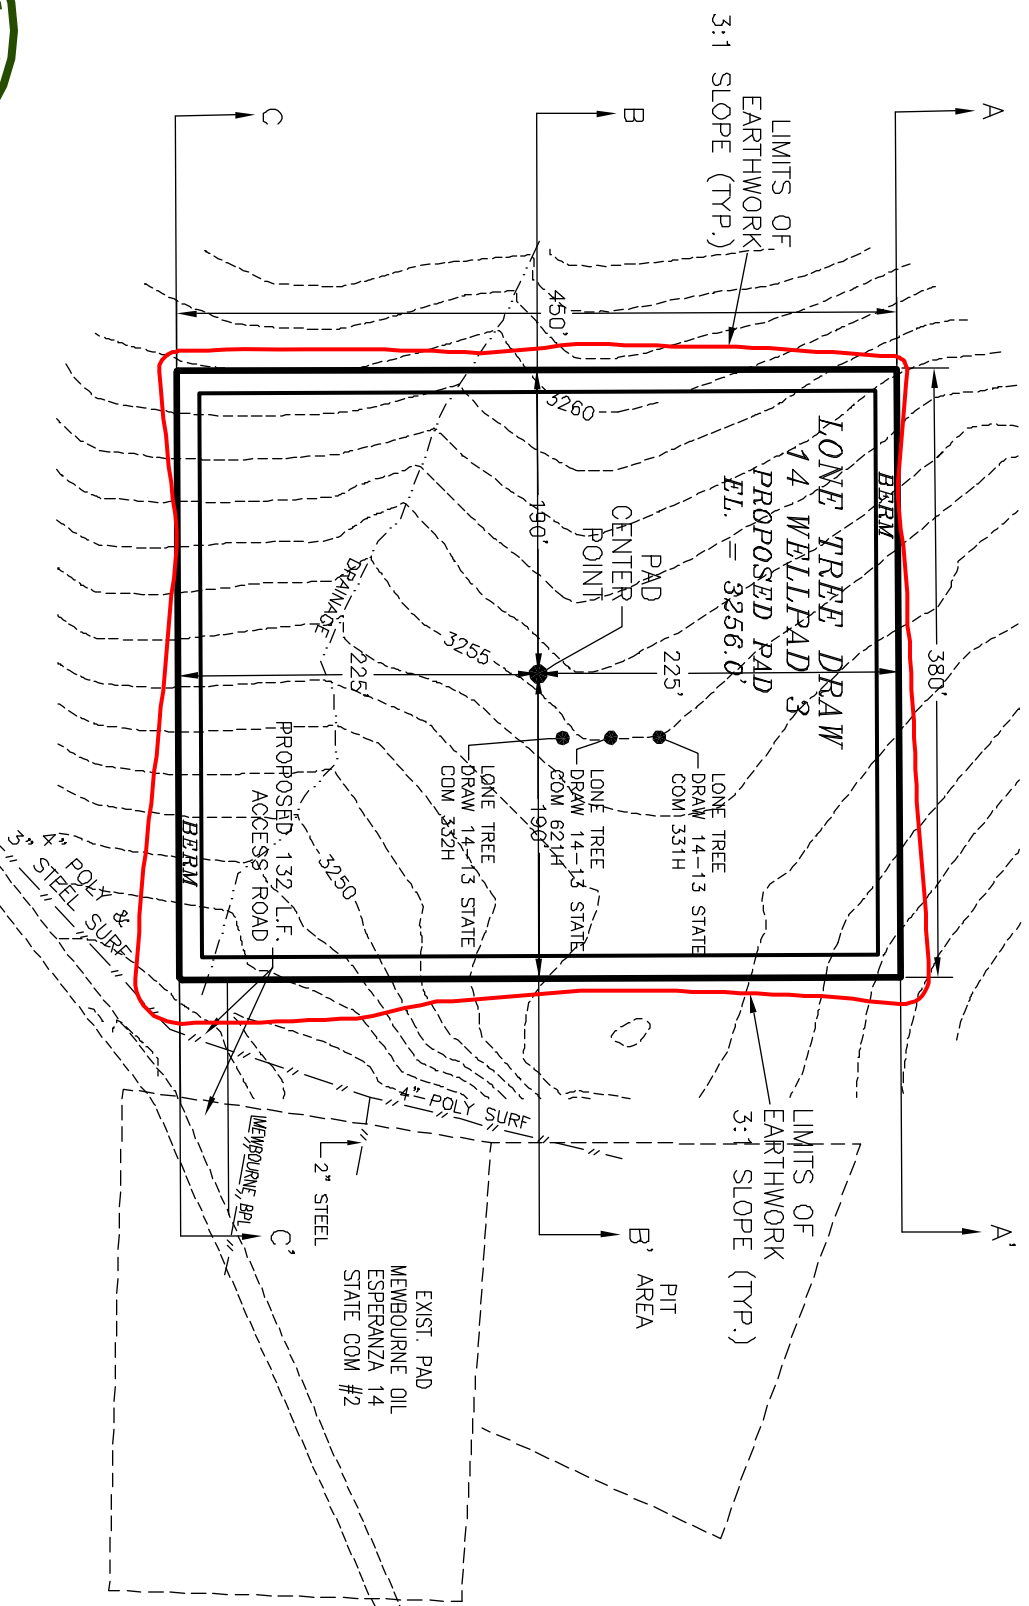 A
B
C
LIMITS OF
EARTHWORK
3:1 SLOPE (TYP.)
450'
380'
BERM
LONE TREE DRAW
14 WELLPAD 3
PROPOSED PAD
EL. = 3256.0'
3260
190'
PAD
CENTER
POINT
DRAINAGE
3255
225'
225'
LONE TREE
DRAW 14-13 STATE
COM 331H
LONE TREE
DRAW 14-13 STATE
COM 621H
LONE TREE
DRAW 14-13 STATE
COM 332H
190'
3250
PROPOSED 132 L.F.
ACCESS ROAD
BERM
4" POLY &
3" STEEL SURF
4" POLY SURF
MEWBOURNE BPL
2" STEEL
LIMITS OF
EARTHWORK
3:1 SLOPE (TYP.)
A'
B'
C'
PIT
AREA
EXIST. PAD
MEWBOURNE OIL
ESPERANZA 14
STATE COM #2